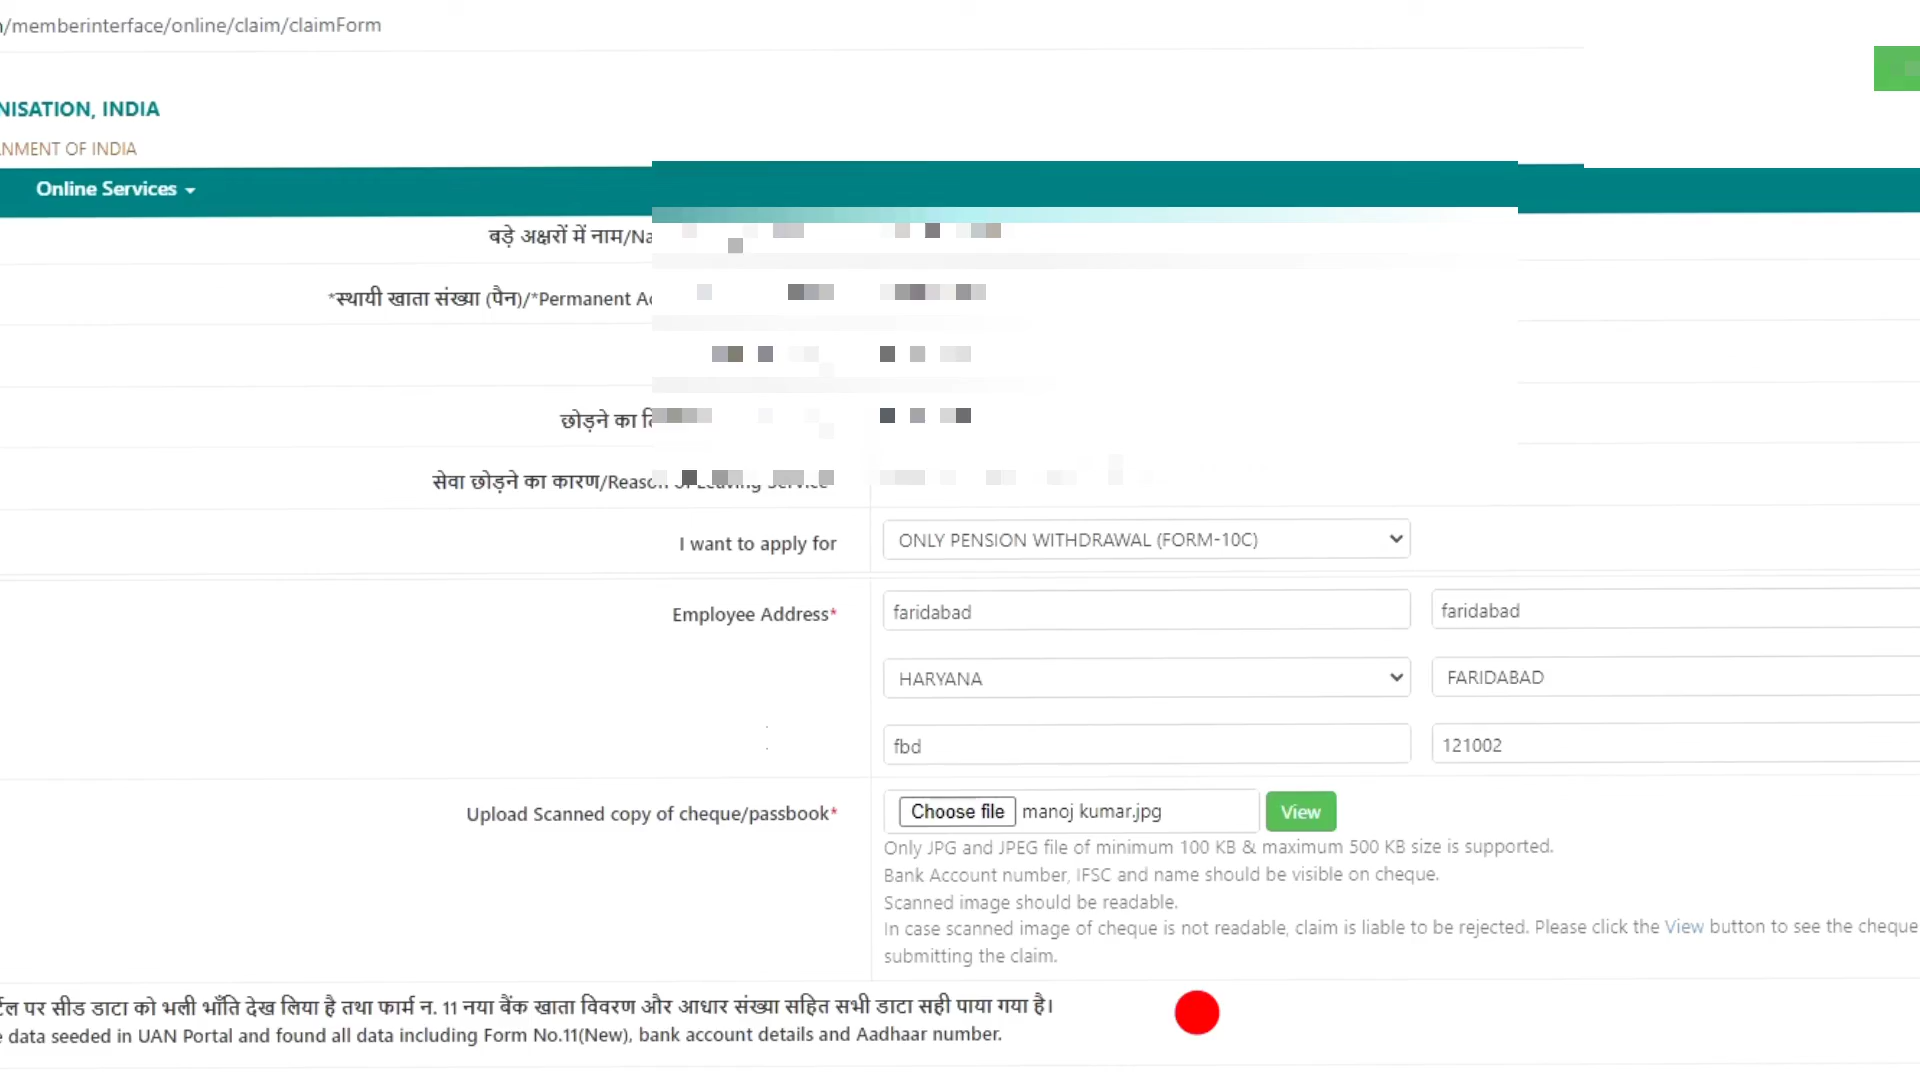 /memberinterface/online/claim/claimForm
NISATION, INDIA
NMENT OF INDIA
Online Services
बड़े अक्षरों में नाम/Na
*स्थायी खाता संख्या (पैन)/*Permanent Ac
छोड़ने का
सेवा छोड़ने का कारण/Reason of Leaving Service
I want to apply for ONLY PENSION WITHDRAWAL (FORM-10C)
Employee Address* faridabad faridabad
HARYANA FARIDABAD
fbd 121002
Upload Scanned copy of cheque/passbook* Choose file manoj kumar.jpg View
Only JPG and JPEG file of minimum 100 KB & maximum 500 KB size is supported.
Bank Account number, IFSC and name should be visible on cheque.
Scanned image should be readable.
In case scanned image of cheque is not readable, claim is liable to be rejected. Please click the View button to see the cheque
submitting the claim.
र्टल पर सीड डाटा को भली भाँति देख लिया है तथा फार्म न. 11 नया बैंक खाता विवरण और आधार संख्या सहित सभी डाटा सही पाया गया है।
e data seeded in UAN Portal and found all data including Form No.11(New), bank account details and Aadhaar number.